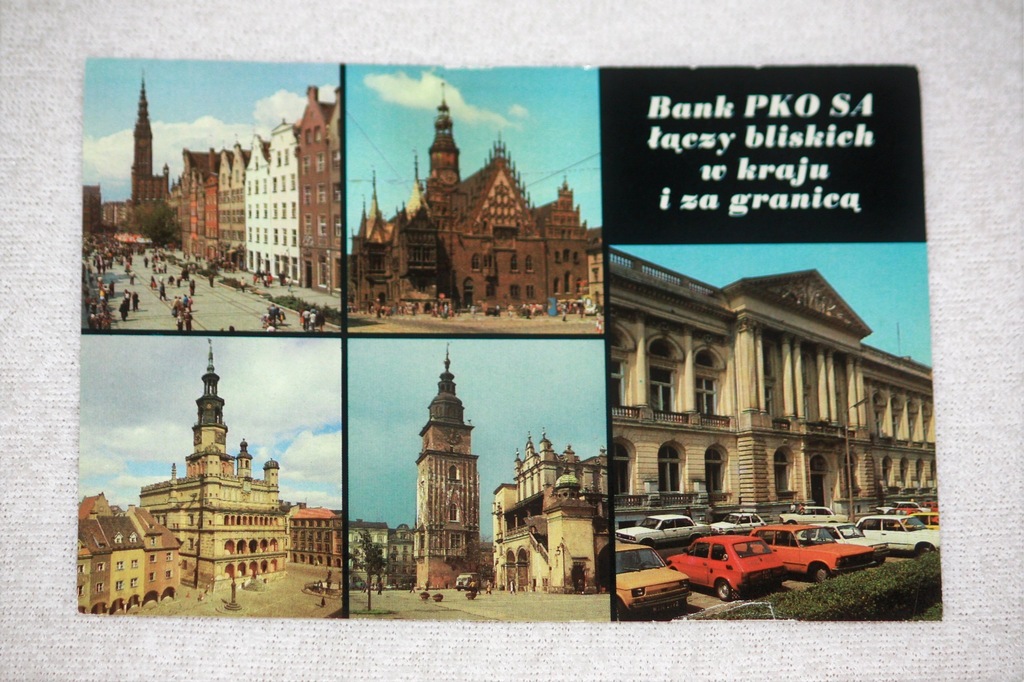 Bank PKO SA
łączy bliskich
w kraju
i za granicą